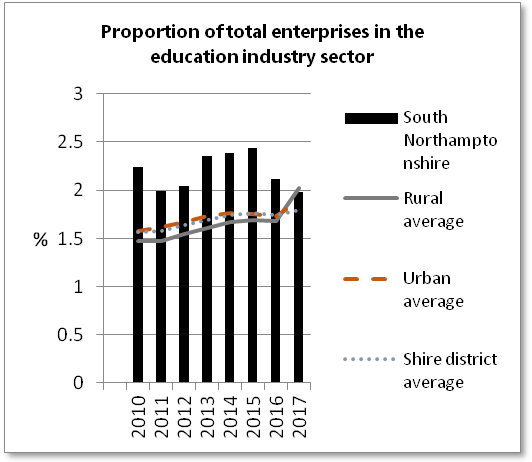 Proportion of total enterprises in the
education industry sector
3
2.5
2
1.5
1
0.5
0
%
2010
2011
2012
2013
2014
2015
2016
2017
South
Northampto
nshire
Rural
average
Urban
average
Shire district
average